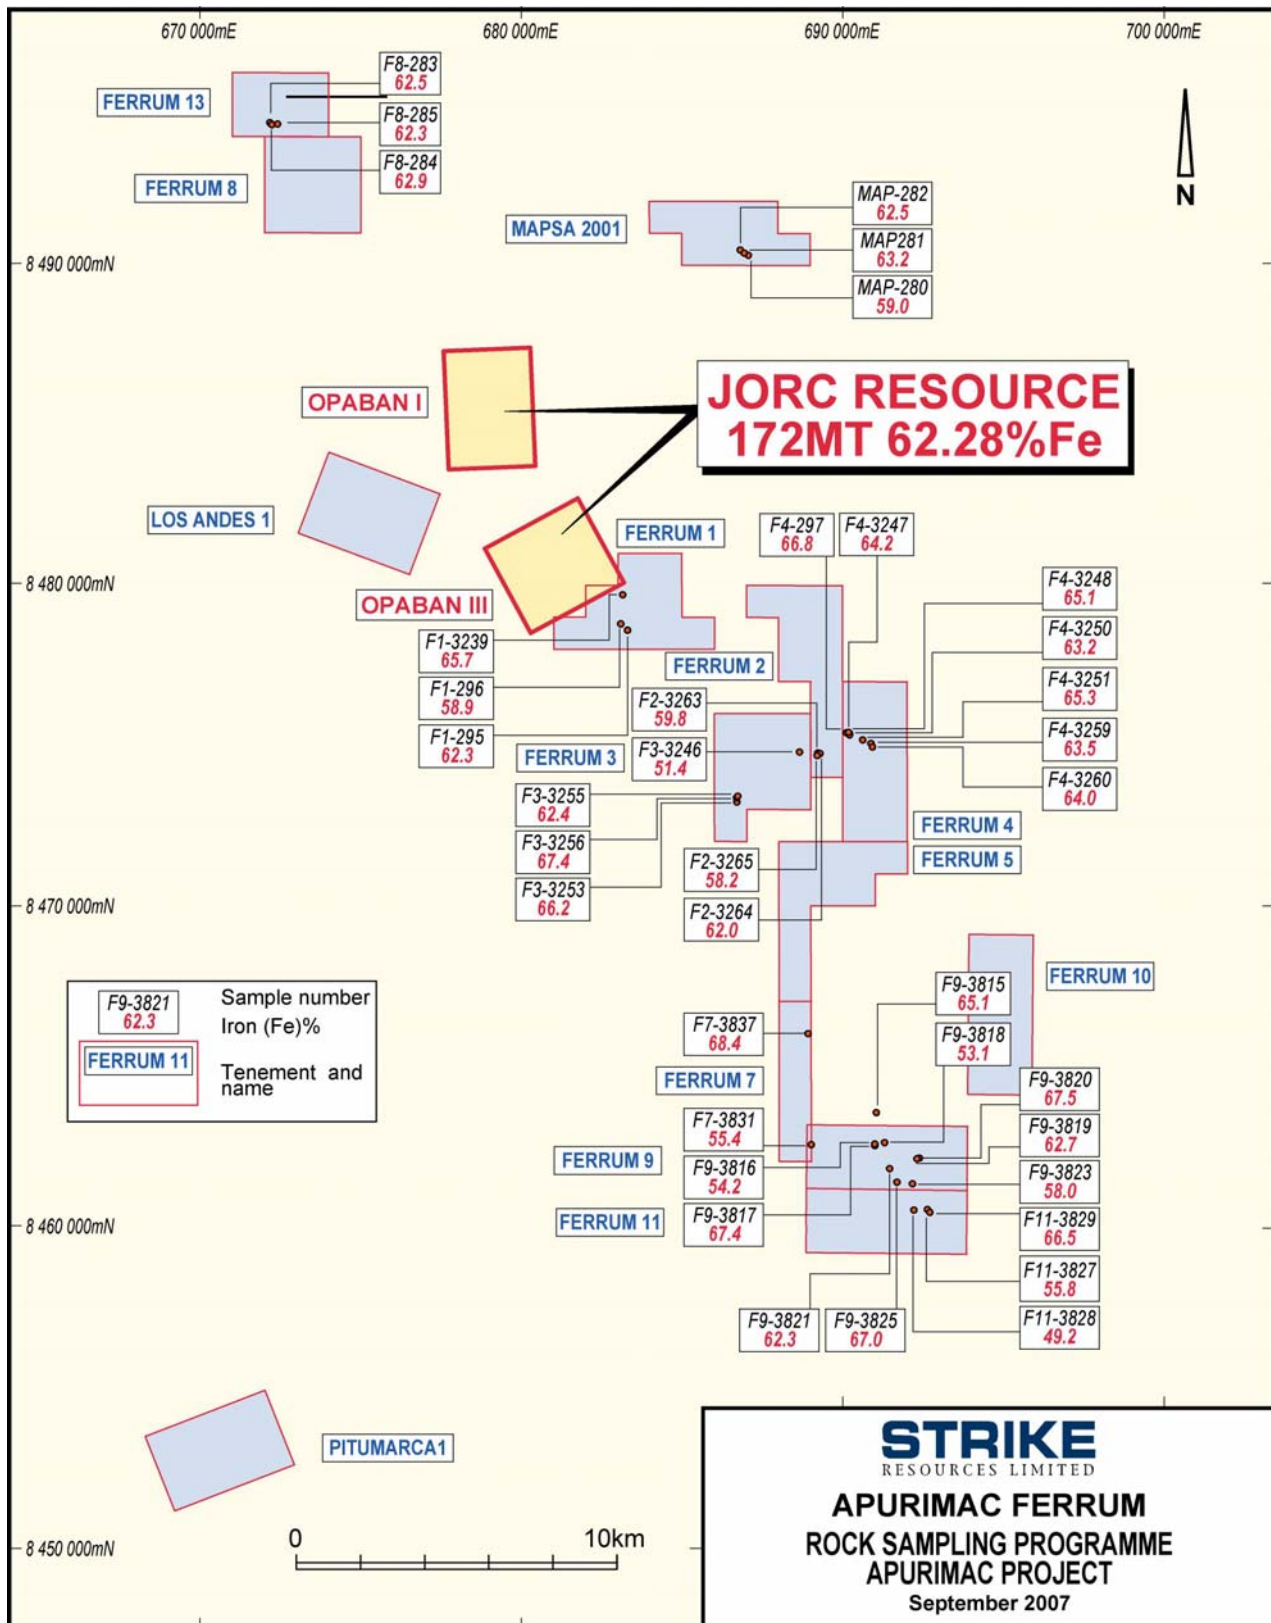 670 000mE
680 000mE
690 000mE
700 000mE
F8-283
62.5
FERRUM 13
F8-285
62.3
F8-284
62.9
FERRUM 8
N
MAP-282
62.5
MAPSA 2001
MAP281
63.2
8 490 000mN
MAP-280
59.0
OPABAN I
JORC RESOURCE
172MT 62.28%Fe
LOS ANDES 1
FERRUM 1
F4-297
66.8
F4-3247
64.2
8 480 000mN
F4-3248
65.1
OPABAN III
F4-3250
63.2
F1-3239
65.7
FERRUM 2
F4-3251
65.3
F1-296
58.9
F2-3263
59.8
F4-3259
63.5
F1-295
62.3
FERRUM 3
F3-3246
51.4
F4-3260
64.0
F3-3255
62.4
FERRUM 4
F3-3256
67.4
FERRUM 5
F2-3265
58.2
F3-3253
66.2
8 470 000mN
F2-3264
62.0
FERRUM 10
F9-3815
65.1
F9-3821
62.3
Sample number
Iron (Fe)%
F7-3837
68.4
F9-3818
53.1
FERRUM 11
Tenement and
name
FERRUM 7
F9-3820
67.5
F7-3831
55.4
F9-3819
62.7
FERRUM 9
F9-3816
54.2
F9-3823
58.0
8 460 000mN
FERRUM 11
F9-3817
67.4
F11-3829
66.5
F11-3827
55.8
F9-3821
62.3
F9-3825
67.0
F11-3828
49.2
PITUMARCA1
STRIKE
RESOURCES LIMITED
APURIMAC FERRUM
ROCK SAMPLING PROGRAMME
APURIMAC PROJECT
September 2007
8 450 000mN
0
10km